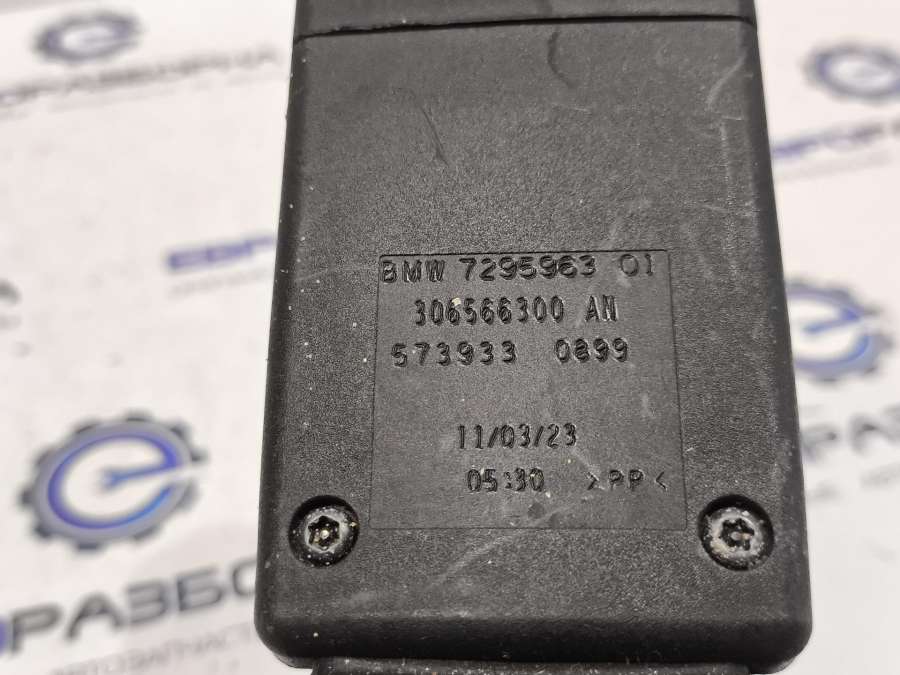 BMW 7295963 01
306566300 AN
573933 0899
11/03/23
05:30 >PP<